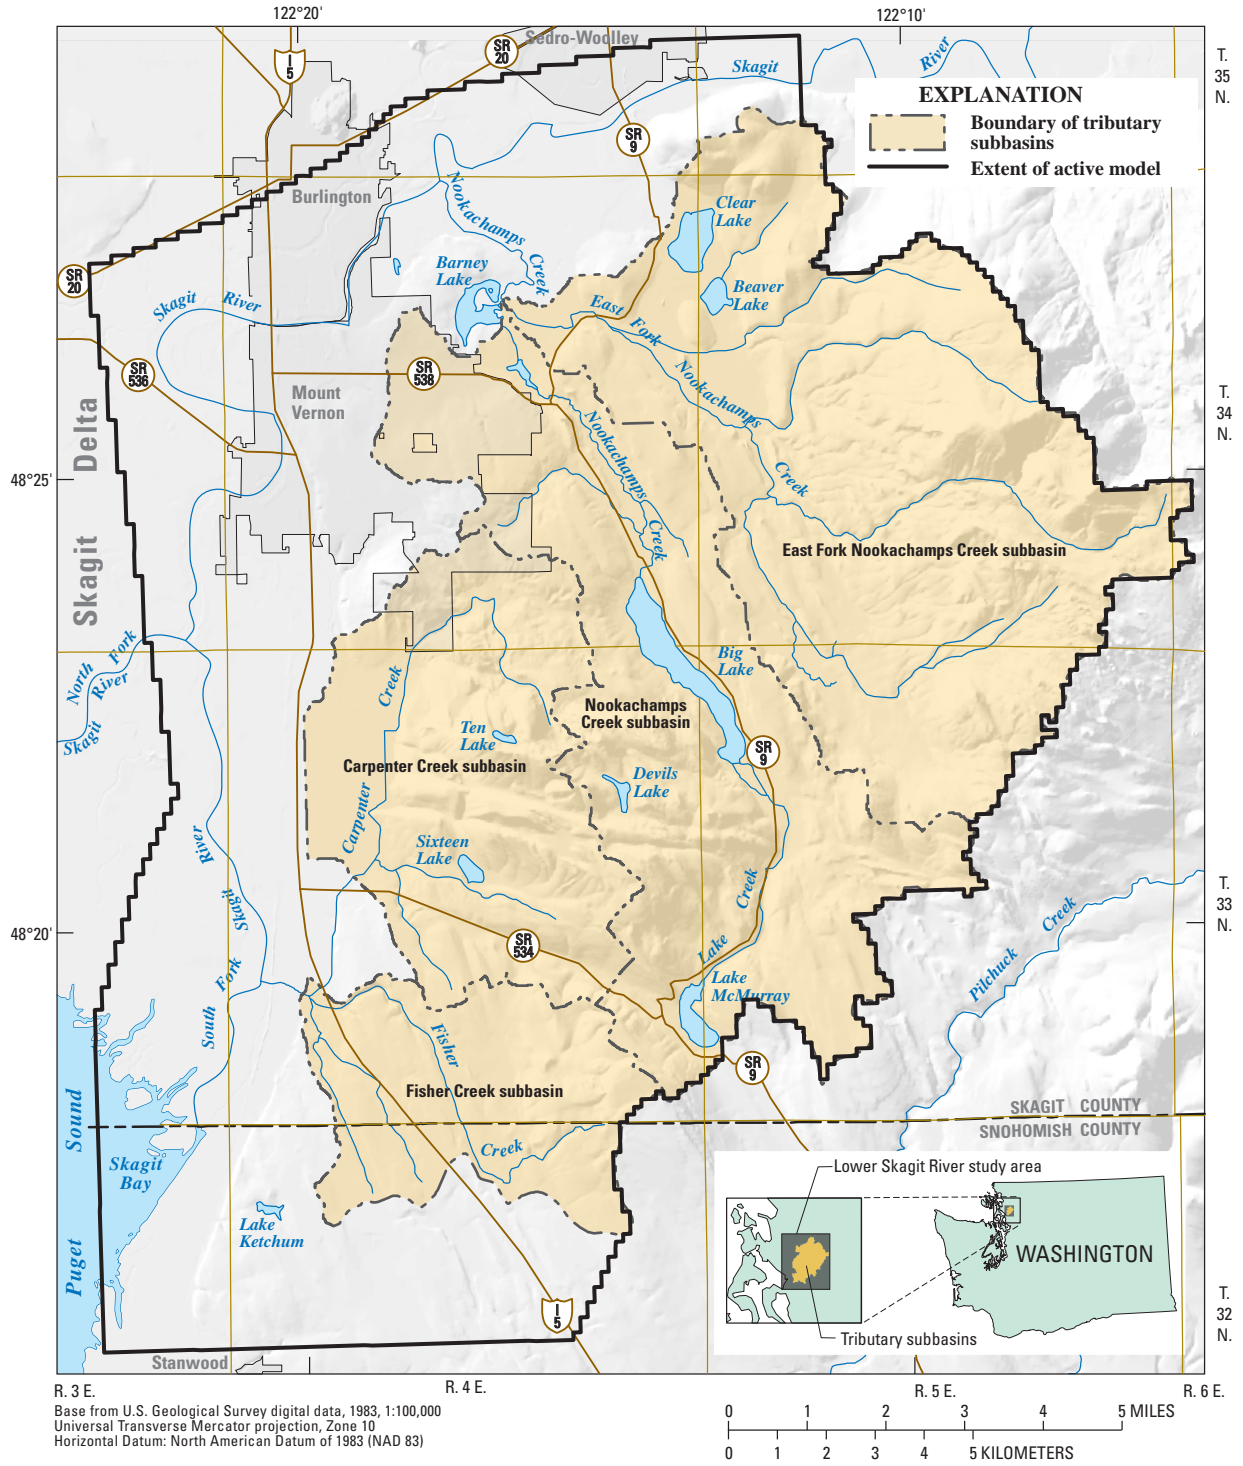 122°20'
122°10'
Sedro-Woolley
SR
20
I
5
Skagit
River
T.
35
N.
EXPLANATION
Boundary of tributary
subbasins
Extent of active model
SR
9
Burlington
Nookachamps
Creek
Clear
Lake
Barney
Lake
Beaver
Lake
SR
20
Skagit
River
East
Fork
Nookachamps
Creek
SR
536
SR
538
Mount
Vernon
T.
34
N.
Skagit Delta
Nookachamps
Creek
48°25'
East Fork Nookachamps Creek subbasin
North
Fork
Skagit
River
Big
Lake
Creek
Nookachamps
Creek subbasin
Ten
Lake
SR
9
Carpenter Creek subbasin
Devils
Lake
Carpenter
River
Sixteen
Lake
Skagit
Creek
T.
33
N.
48°20'
SR
534
Lake
Creek
Pilchuck
Fork
South
Lake
McMurray
Fisher
SR
9
Fisher Creek subbasin
SKAGIT COUNTY
SNOHOMISH COUNTY
Creek
Puget Sound
Skagit
Bay
Lake
Ketchum
Lower Skagit River study area
WASHINGTON
Tributary subbasins
T.
32
N.
I
5
Stanwood
R. 3 E.
R. 4 E.
R. 5 E.
R. 6 E.
Base from U.S. Geological Survey digital data, 1983, 1:100,000
Universal Transverse Mercator projection, Zone 10
Horizontal Datum: North American Datum of 1983 (NAD 83)
0 1 2 3 4 5 MILES
0 1 2 3 4 5 KILOMETERS